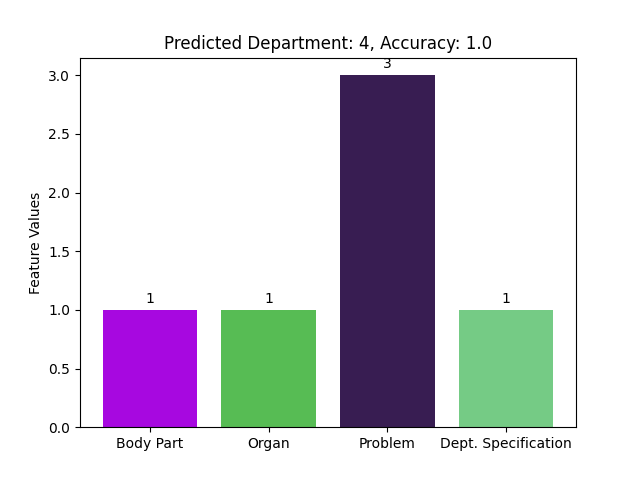 Predicted Department: 4, Accuracy: 1.0
3.0
2.5
2.0
1.5
1.0
0.5
0.0
Feature Values
1
1
3
1
Body Part
Organ
Problem
Dept. Specification